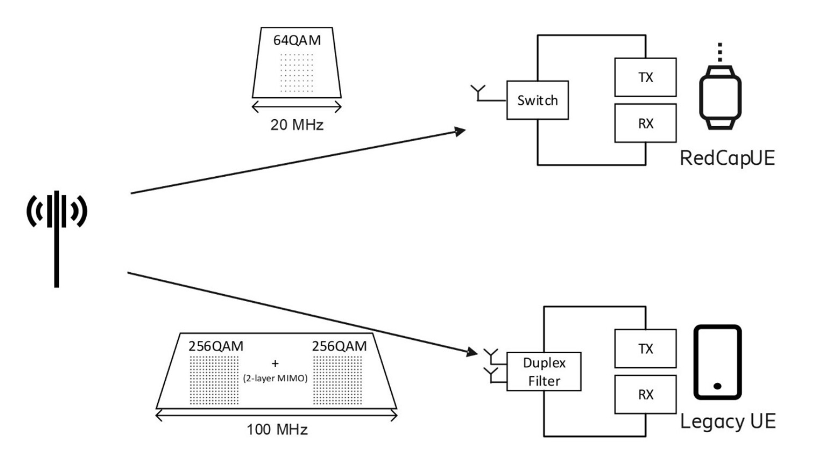 64QAM
20 MHz
Switch
TX
RX
RedCapUE
256QAM
256QAM
+
(2-layer MIMO)
100 MHz
Duplex
Filter
TX
RX
Legacy UE